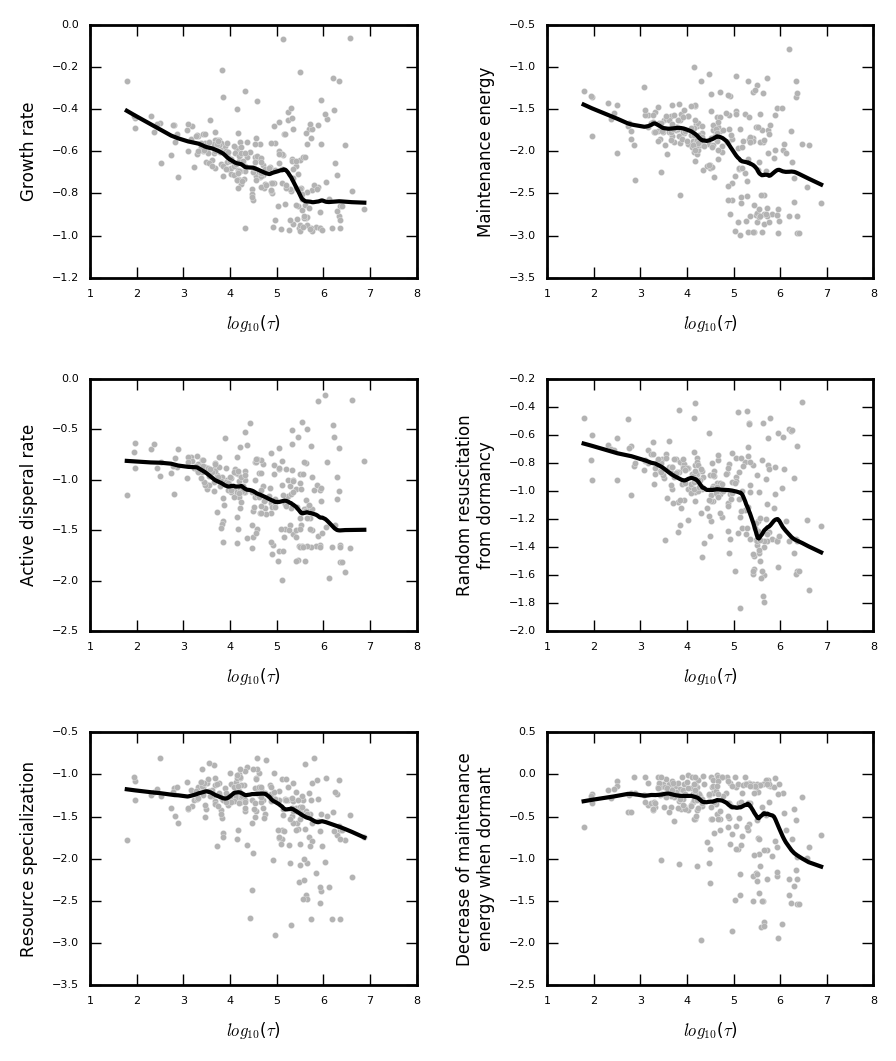 0.0
−0.2
−0.4
−0.6
−0.8
−1.0
−1.2
Growth rate
1 2 3 4 5 6 7 8
log10(τ)
−0.5
−1.0
−1.5
−2.0
−2.5
−3.0
−3.5
Maintenance energy
1 2 3 4 5 6 7 8
log10(τ)
0.0
−0.5
−1.0
−1.5
−2.0
−2.5
Active disperal rate
1 2 3 4 5 6 7 8
log10(τ)
−0.2
−0.4
−0.6
−0.8
−1.0
−1.2
−1.4
−1.6
−1.8
−2.0
Random resuscitation
from dormancy
1 2 3 4 5 6 7 8
log10(τ)
−0.5
−1.0
−1.5
−2.0
−2.5
−3.0
−3.5
Resource specialization
1 2 3 4 5 6 7 8
log10(τ)
0.5
0.0
−0.5
−1.0
−1.5
−2.0
−2.5
Decrease of maintenance
energy when dormant
1 2 3 4 5 6 7 8
log10(τ)